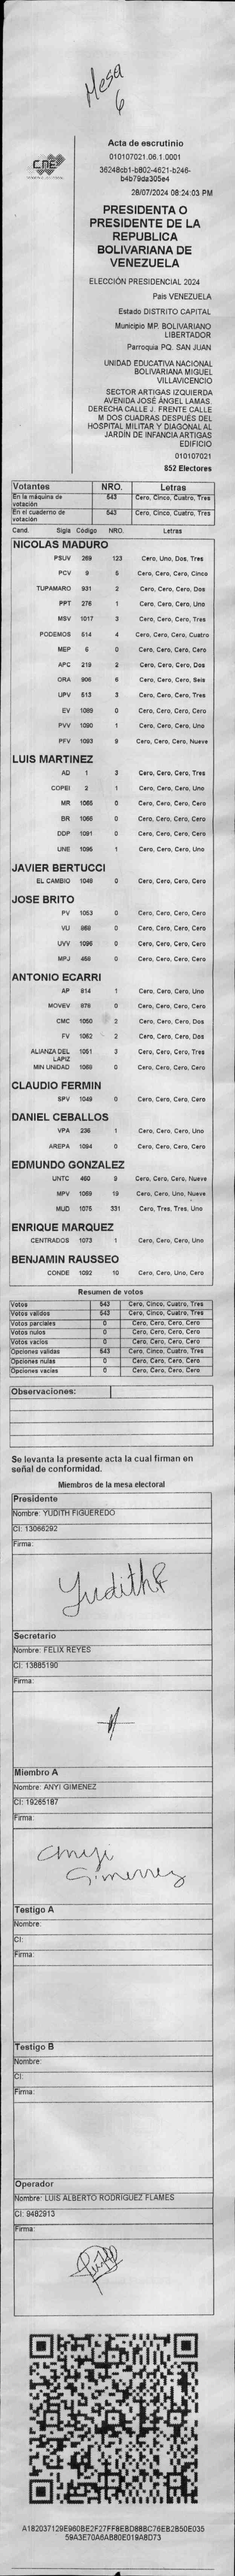 Mesa
6
CNE
Acta de escrutinio
010107021.06.1.0001
36248cb1-b802-4621-b246-
b4b79da305e4
28/07/2024 08:24:03 PM
PRESIDENTA O
PRESIDENTE DE LA
REPUBLICA
BOLIVARIANA DE
VENEZUELA
ELECCIÓN PRESIDENCIAL 2024
Pais VENEZUELA
Estado DISTRITO CAPITAL
Municipio MP. BOLIVARIANO
LIBERTADOR
Parroquia PQ. SAN JUAN
UNIDAD EDUCATIVA NACIONAL
BOLIVARIANA MIGUEL
VILLAVICENCIO
SECTOR ARTIGAS IZQUIERDA
AVENIDA JOSÉ ÁNGEL LAMAS.
DERECHA CALLE J. FRENTE CALLE
M DOS CUADRAS DESPUÉS DEL
HOSPITAL MILITAR Y DIAGONAL AL
JARDÍN DE INFANCIA ARTIGAS
EDIFICIO
010107021
852 Electores
Votantes NRO. Letras
En la máquina de votación 543 Cero, Cinco, Cuatro, Tres
En el cuaderno de votación 543 Cero, Cinco, Cuatro, Tres
Cand. Sigla Código NRO. Letras
NICOLAS MADURO
PSUV 269 123 Cero, Uno, Dos, Tres
PCV 9 5 Cero, Cero, Cero, Cinco
TUPAMARO 931 2 Cero, Cero, Cero, Dos
PPT 276 1 Cero, Cero, Cero, Uno
MSV 1017 3 Cero, Cero, Cero, Tres
PODEMOS 514 4 Cero, Cero, Cero, Cuatro
MEP 6 0 Cero, Cero, Cero, Cero
APC 219 2 Cero, Cero, Cero, Dos
ORA 906 6 Cero, Cero, Cero, Seis
UPV 513 3 Cero, Cero, Cero, Tres
EV 1089 0 Cero, Cero, Cero, Cero
PVV 1090 1 Cero, Cero, Cero, Uno
PFV 1093 9 Cero, Cero, Cero, Nueve
LUIS MARTINEZ
AD 1 3 Cero, Cero, Cero, Tres
COPEI 2 1 Cero, Cero, Cero, Uno
MR 1065 0 Cero, Cero, Cero, Cero
BR 1066 0 Cero, Cero, Cero, Cero
DDP 1091 0 Cero, Cero, Cero, Cero
UNE 1095 1 Cero, Cero, Cero, Uno
JAVIER BERTUCCI
EL CAMBIO 1048 0 Cero, Cero, Cero, Cero
JOSE BRITO
PV 1053 0 Cero, Cero, Cero, Cero
VU 959 0 Cero, Cero, Cero, Cero
UVV 1096 0 Cero, Cero, Cero, Cero
MPJ 458 0 Cero, Cero, Cero, Cero
ANTONIO ECARRI
AP 814 1 Cero, Cero, Cero, Uno
MOVEV 878 0 Cero, Cero, Cero, Cero
CMC 1050 2 Cero, Cero, Cero, Dos
FV 1062 2 Cero, Cero, Cero, Dos
ALIANZA DEL LAPIZ 1051 3 Cero, Cero, Cero, Tres
MIN UNIDAD 1069 0 Cero, Cero, Cero, Cero
CLAUDIO FERMIN
SPV 1049 0 Cero, Cero, Cero, Cero
DANIEL CEBALLOS
VPA 236 1 Cero, Cero, Cero, Uno
AREPA 1094 0 Cero, Cero, Cero, Cero
EDMUNDO GONZALEZ
UNTC 490 9 Cero, Cero, Cero, Nueve
MPV 1069 19 Cero, Cero, Uno, Nueve
MUD 1075 331 Cero, Tres, Tres, Uno
ENRIQUE MARQUEZ
CENTRADOS 1073 1 Cero, Cero, Cero, Uno
BENJAMIN RAUSSEO
CONDE 1092 10 Cero, Cero, Uno, Cero
Resumen de votos
Votos 543 Cero, Cinco, Cuatro, Tres
Votos validos 543 Cero, Cinco, Cuatro, Tres
Votos parciales 0 Cero, Cero, Cero, Cero
Votos nulos 0 Cero, Cero, Cero, Cero
Votos vacios 0 Cero, Cero, Cero, Cero
Opciones validas 543 Cero, Cinco, Cuatro, Tres
Opciones nulas 0 Cero, Cero, Cero, Cero
Opciones vacias 0 Cero, Cero, Cero, Cero
Observaciones:
Se levanta la presente acta la cual firman en
señal de conformidad.
Miembros de la mesa electoral
Presidente
Nombre: YUDITH FIGUEREDO
CI: 13066292
Firma:
Yudith F
Secretario
Nombre: FELIX REYES
CI: 13885190
Firma:
Miembro A
Nombre: ANYI GIMENEZ
CI: 19265187
Firma:
Anyi
Gimenez
Testigo A
Nombre:
CI:
Firma:
Testigo B
Nombre:
CI:
Firma:
Operador
Nombre: LUIS ALBERTO RODRIGUEZ FLAMES
CI: 9482913
Firma:
A182037129E960BE2F27FF8EBD88BC76EB2B50E035
59A3E70A6AB80E019A8D73